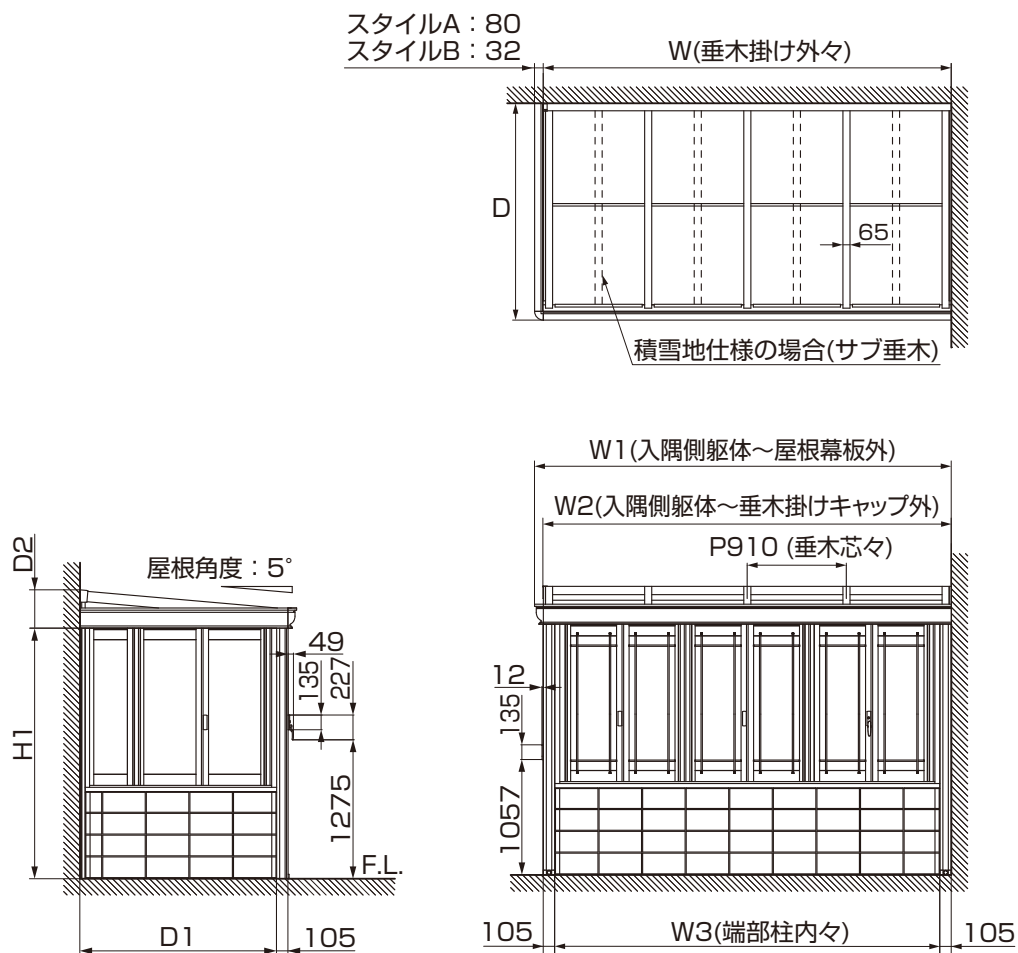 スタイルA：80
スタイルB：32
W(垂木掛け外々)
D
65
積雪地仕様の場合(サブ垂木)
W1(入隅側躯体～屋根幕板外)
W2(入隅側躯体～垂木掛けキャップ外)
P910 (垂木芯々)
D2
屋根角度：5°
49
135
227
12
135
H1
1275
1057
F.L.
D1
105
105
W3(端部柱内々)
105